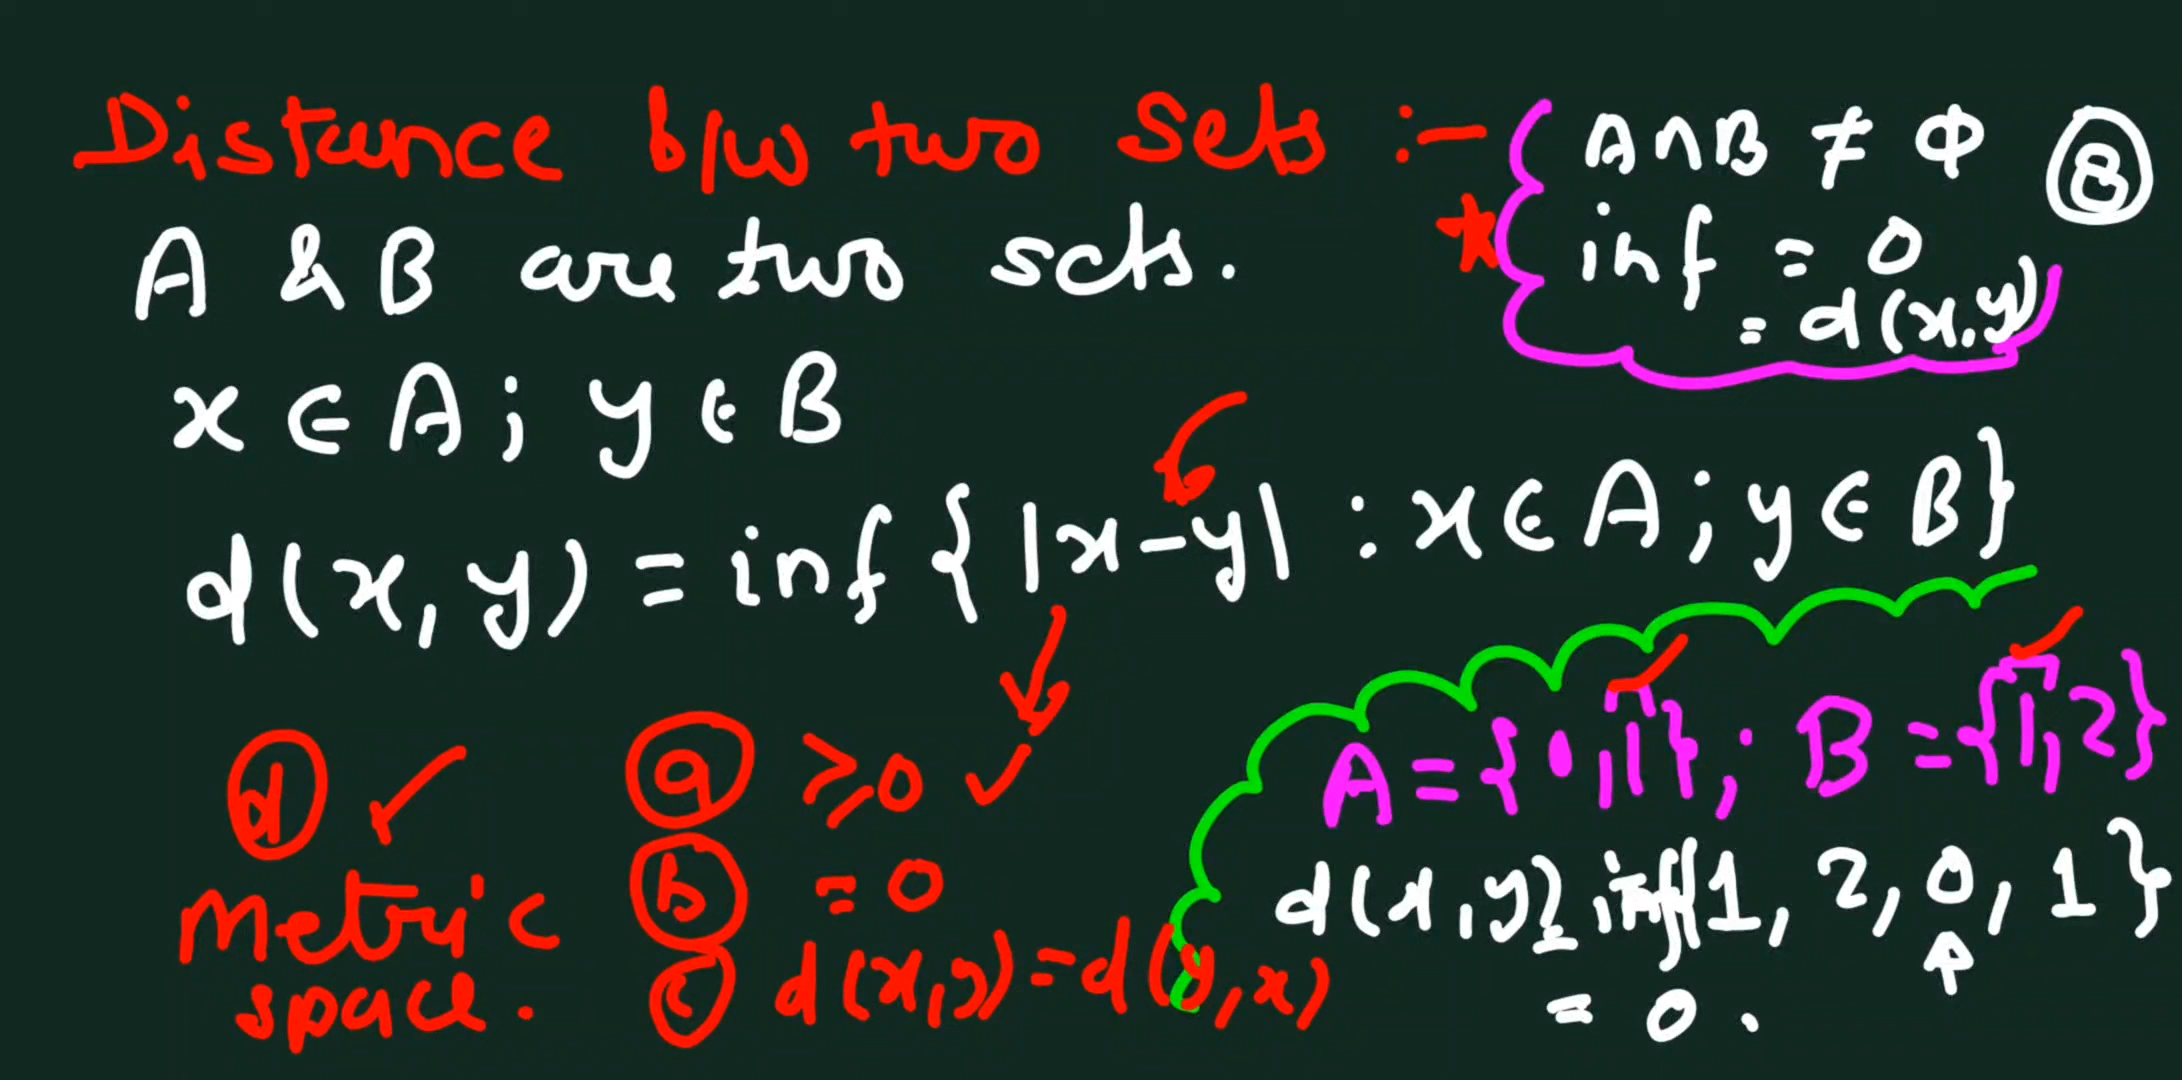 Distance b/w two sets :-
A & B are two sets.
x ∈ A ; y ∈ B
d(x, y) = inf { |x-y| : x ∈ A ; y ∈ B}
A∩B ≠ Φ
inf = 0
= d(x,y)
8
d
Metric
space.
a ≥ 0
b = 0
c d(x,y) = d(y,x)
A = {0,1} ; B = {1,2}
d(x,y) = inf{1, 2, 0, 1}
= 0.